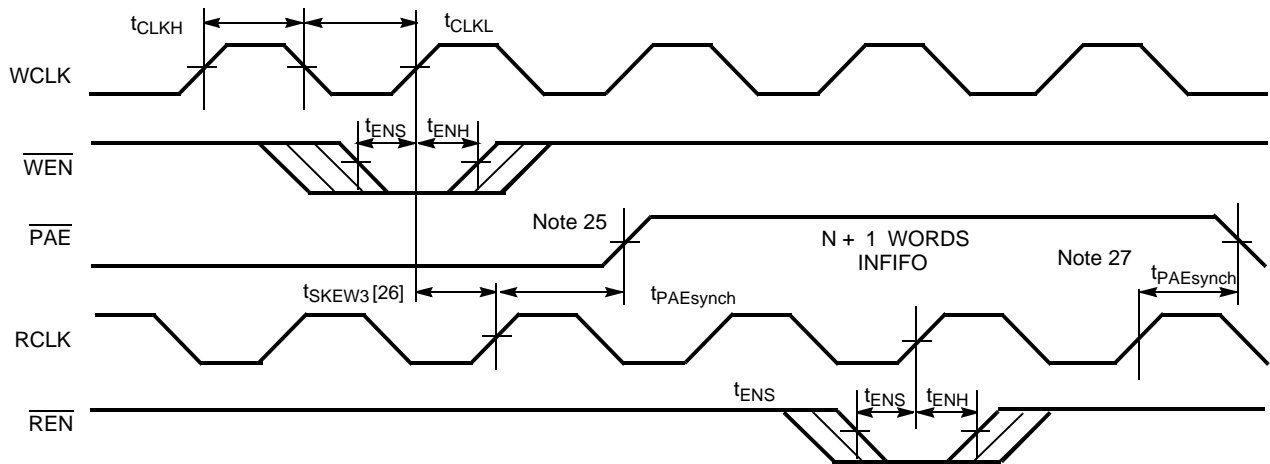 tCLKH
tCLKL
WCLK
tENS
tENH
WEN
Note 25
PAE
N + 1 WORDS
INFIFO
Note 27
tSKEW3 [26]
tPAEsynch
tPAEsynch
RCLK
tENS
tENS
tENH
REN